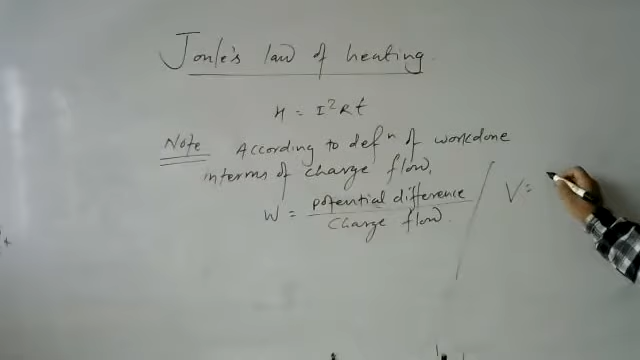 Joule's law of heating.
H = I²Rt
Note According to defⁿ of workdone
interms of charge flow,
W = potential difference / charge flow.
V =